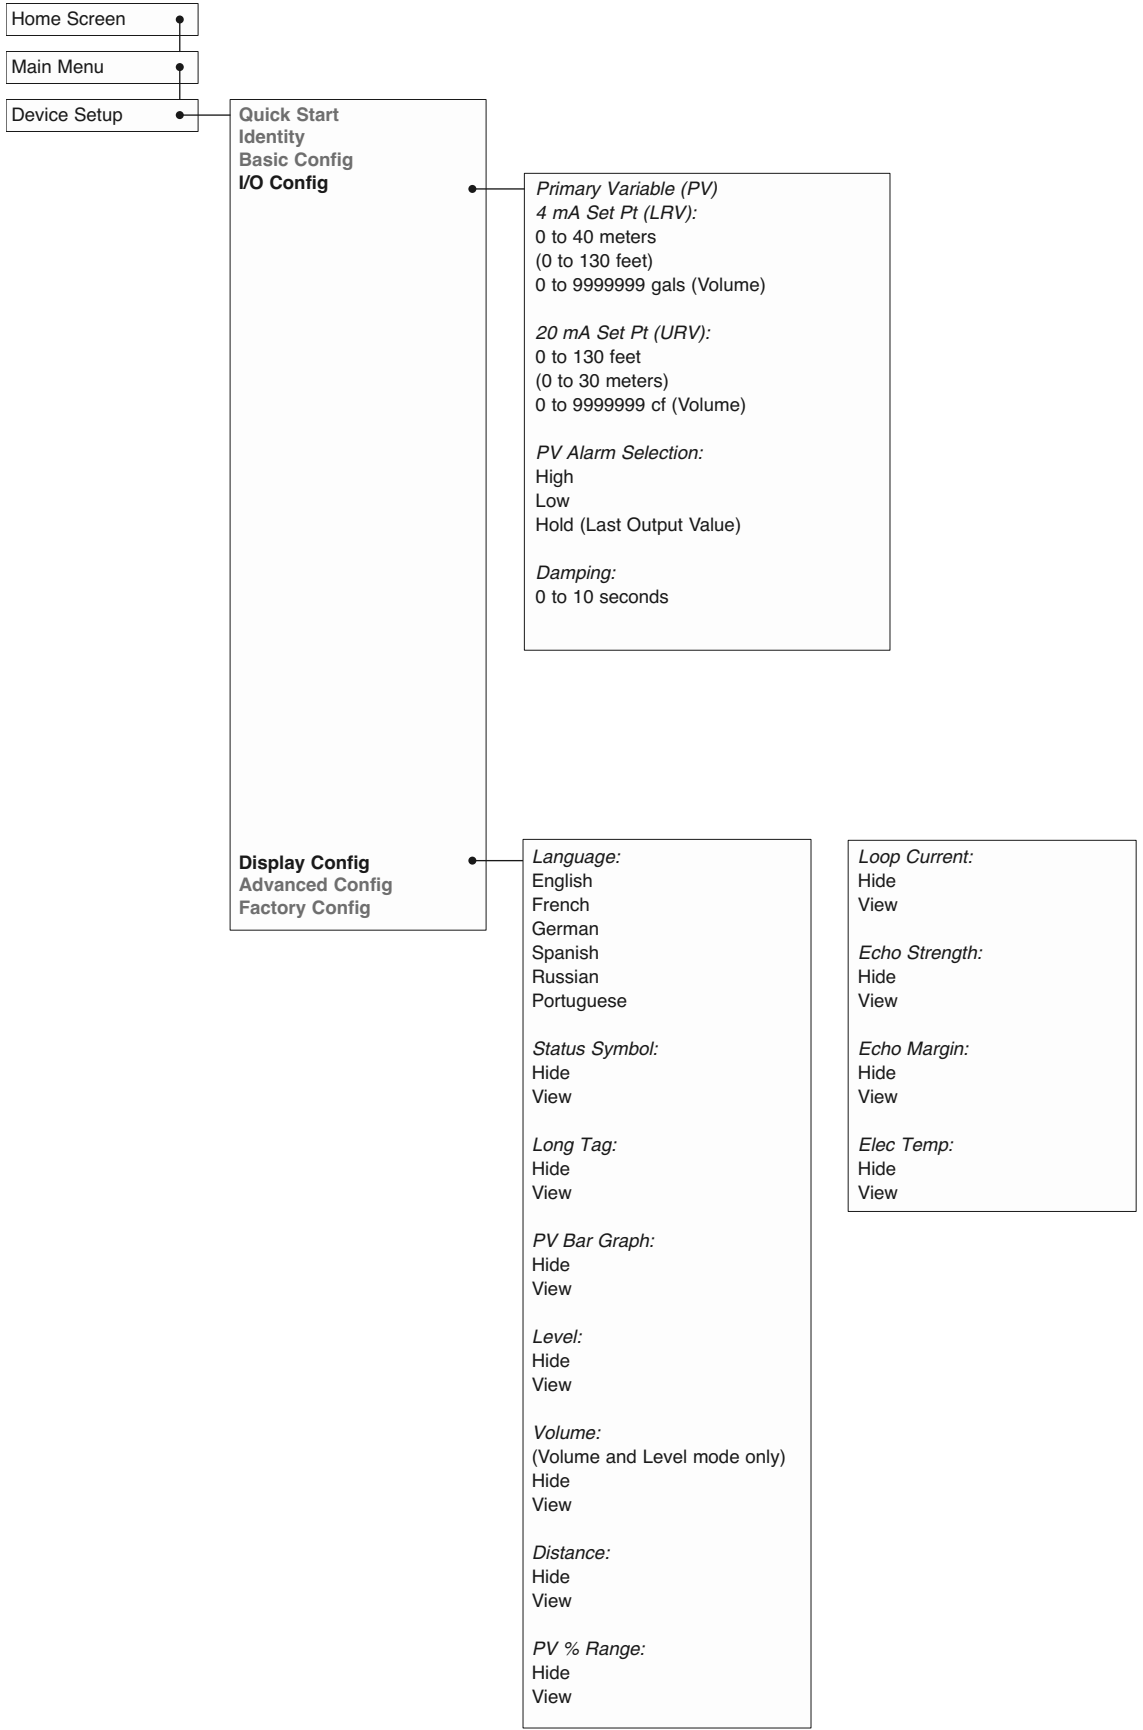 Home Screen
Main Menu
Device Setup
Quick Start
Identity
Basic Config
I/O Config
Primary Variable (PV)
4 mA Set Pt (LRV):
0 to 40 meters
(0 to 130 feet)
0 to 9999999 gals (Volume)
20 mA Set Pt (URV):
0 to 130 feet
(0 to 30 meters)
0 to 9999999 cf (Volume)
PV Alarm Selection:
High
Low
Hold (Last Output Value)
Damping:
0 to 10 seconds
Display Config
Advanced Config
Factory Config
Language:
English
French
German
Spanish
Russian
Portuguese
Status Symbol:
Hide
View
Long Tag:
Hide
View
PV Bar Graph:
Hide
View
Level:
Hide
View
Volume:
(Volume and Level mode only)
Hide
View
Distance:
Hide
View
PV % Range:
Hide
View
Loop Current:
Hide
View
Echo Strength:
Hide
View
Echo Margin:
Hide
View
Elec Temp:
Hide
View